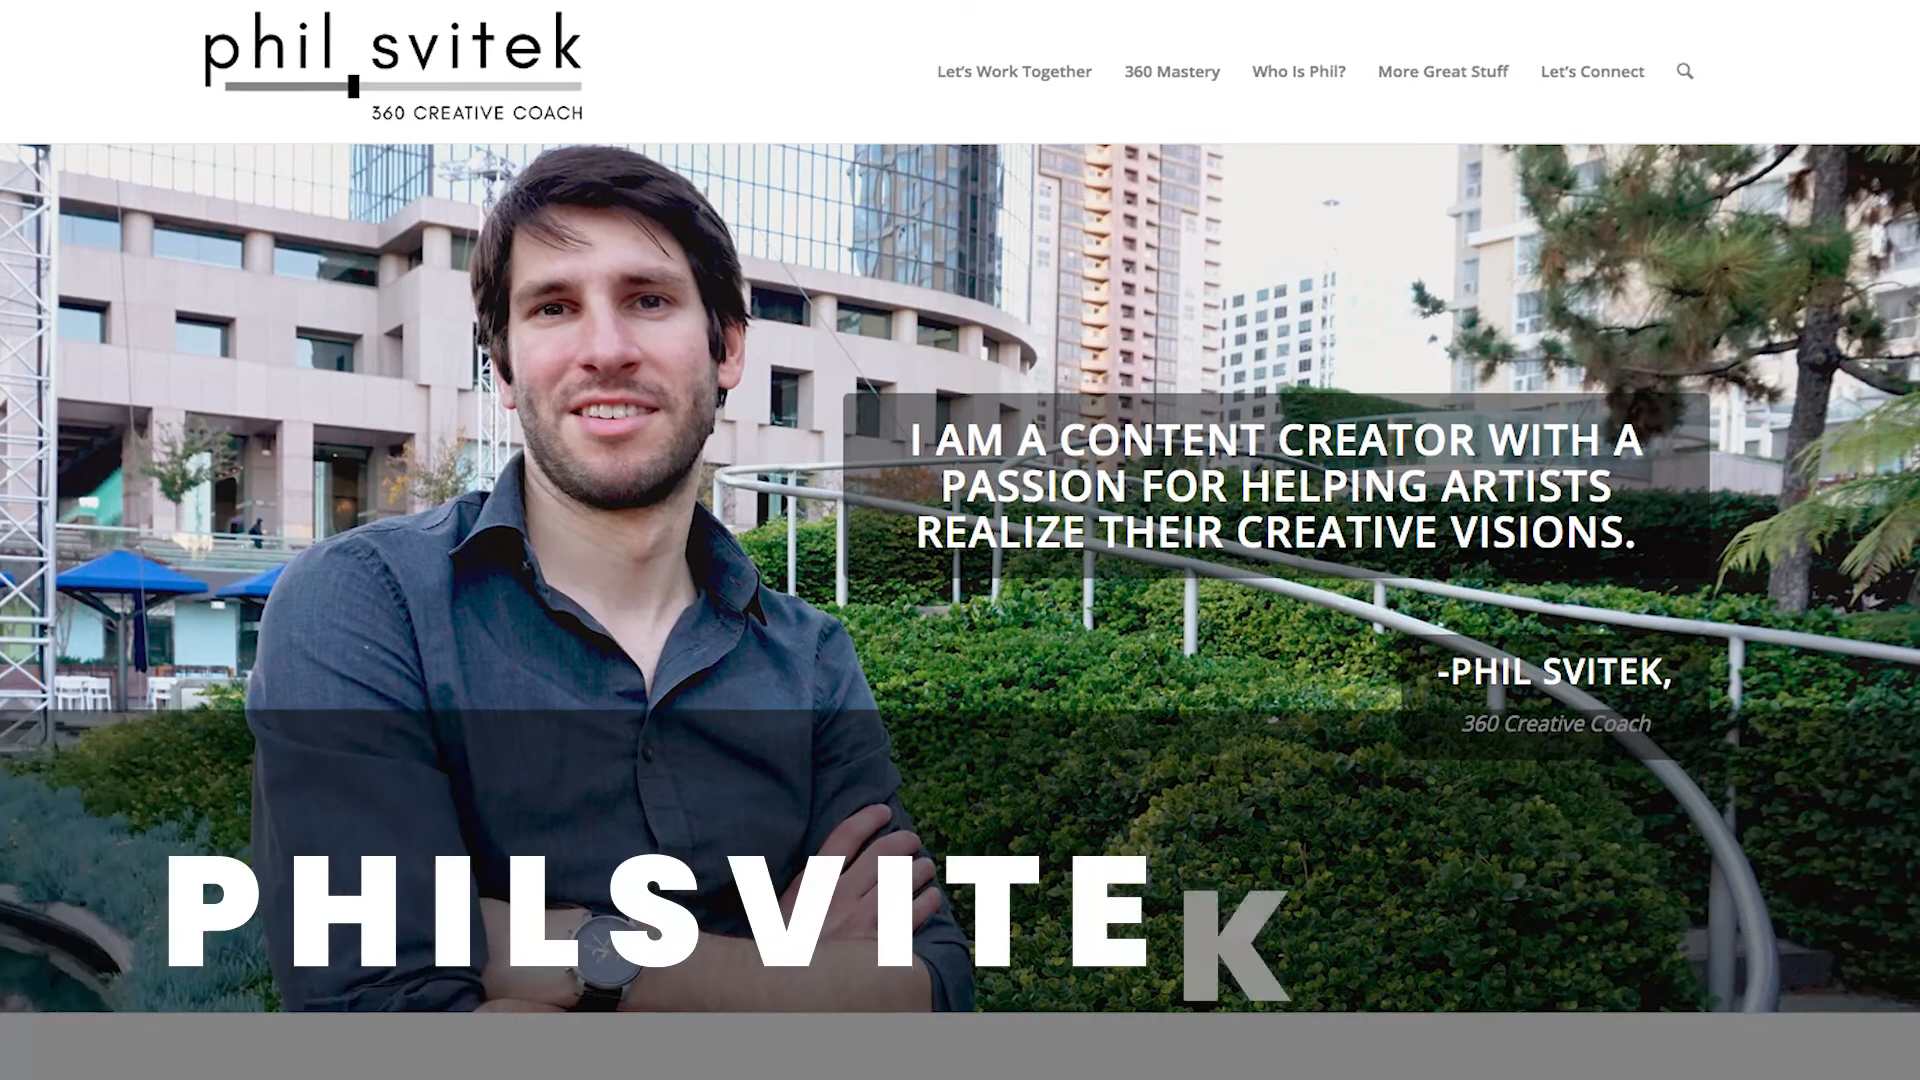 phil svitek
360 CREATIVE COACH
Let's Work Together
360 Mastery
Who Is Phil?
More Great Stuff
Let's Connect
I AM A CONTENT CREATOR WITH A
PASSION FOR HELPING ARTISTS
REALIZE THEIR CREATIVE VISIONS.
-PHIL SVITEK,
360 Creative Coach
PHILSVITEK